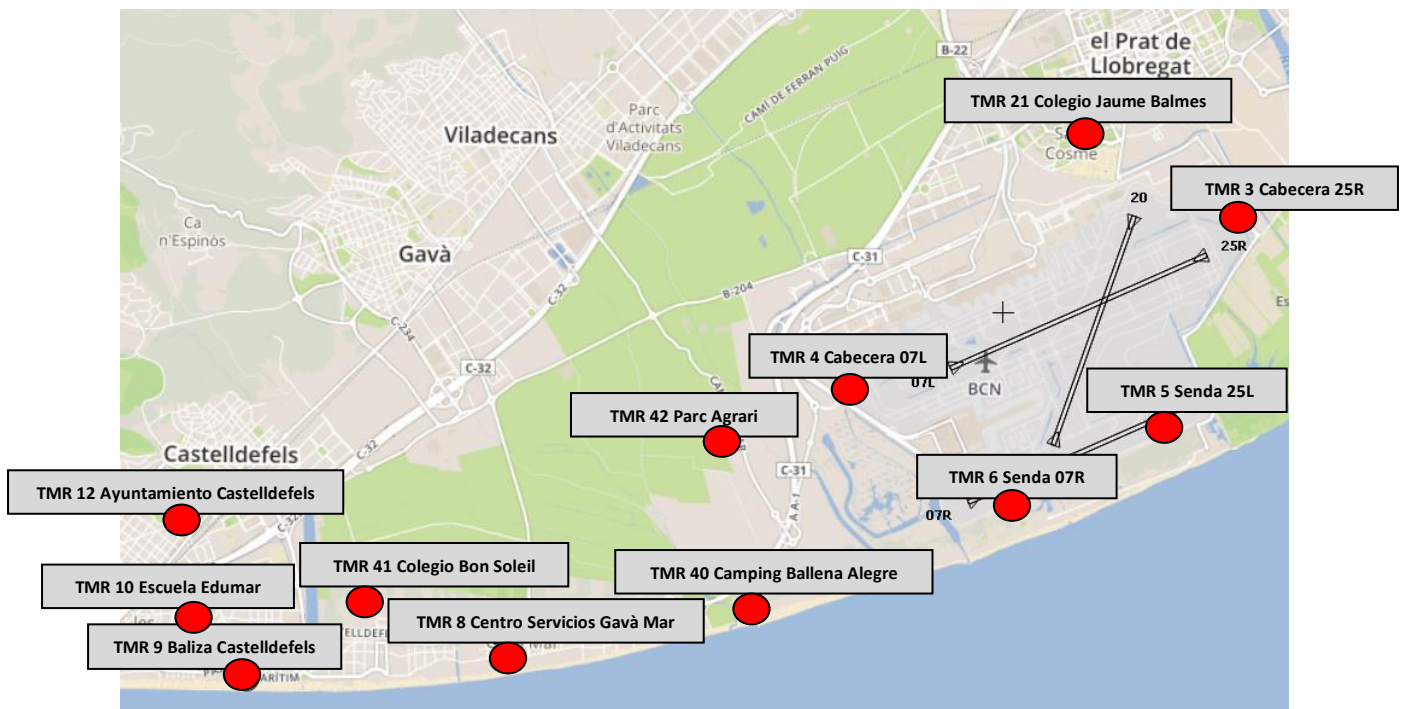 el Prat de
Llobregat
B-22
CAMI DE FERRAN PUIG
TMR 21 Colegio Jaume Balmes
Parc
d'Activitats
Viladecans
Viladecans
Cosme
TMR 3 Cabecera 25R
20
25R
Ca
n'Espinós
Gavà
C-31
C-32
B-204
C-234
C-32
TMR 4 Cabecera 07L
07L
BCN
TMR 5 Senda 25L
TMR 42 Parc Agrari
C-32
Castelldefels
C-31
TMR 6 Senda 07R
TMR 12 Ayuntamiento Castelldefels
A A-1
07R
C-32
TMR 41 Colegio Bon Soleil
TMR 40 Camping Ballena Alegre
TMR 10 Escuela Edumar
TMR 8 Centro Servicios Gavà Mar
TMR 9 Baliza Castelldefels